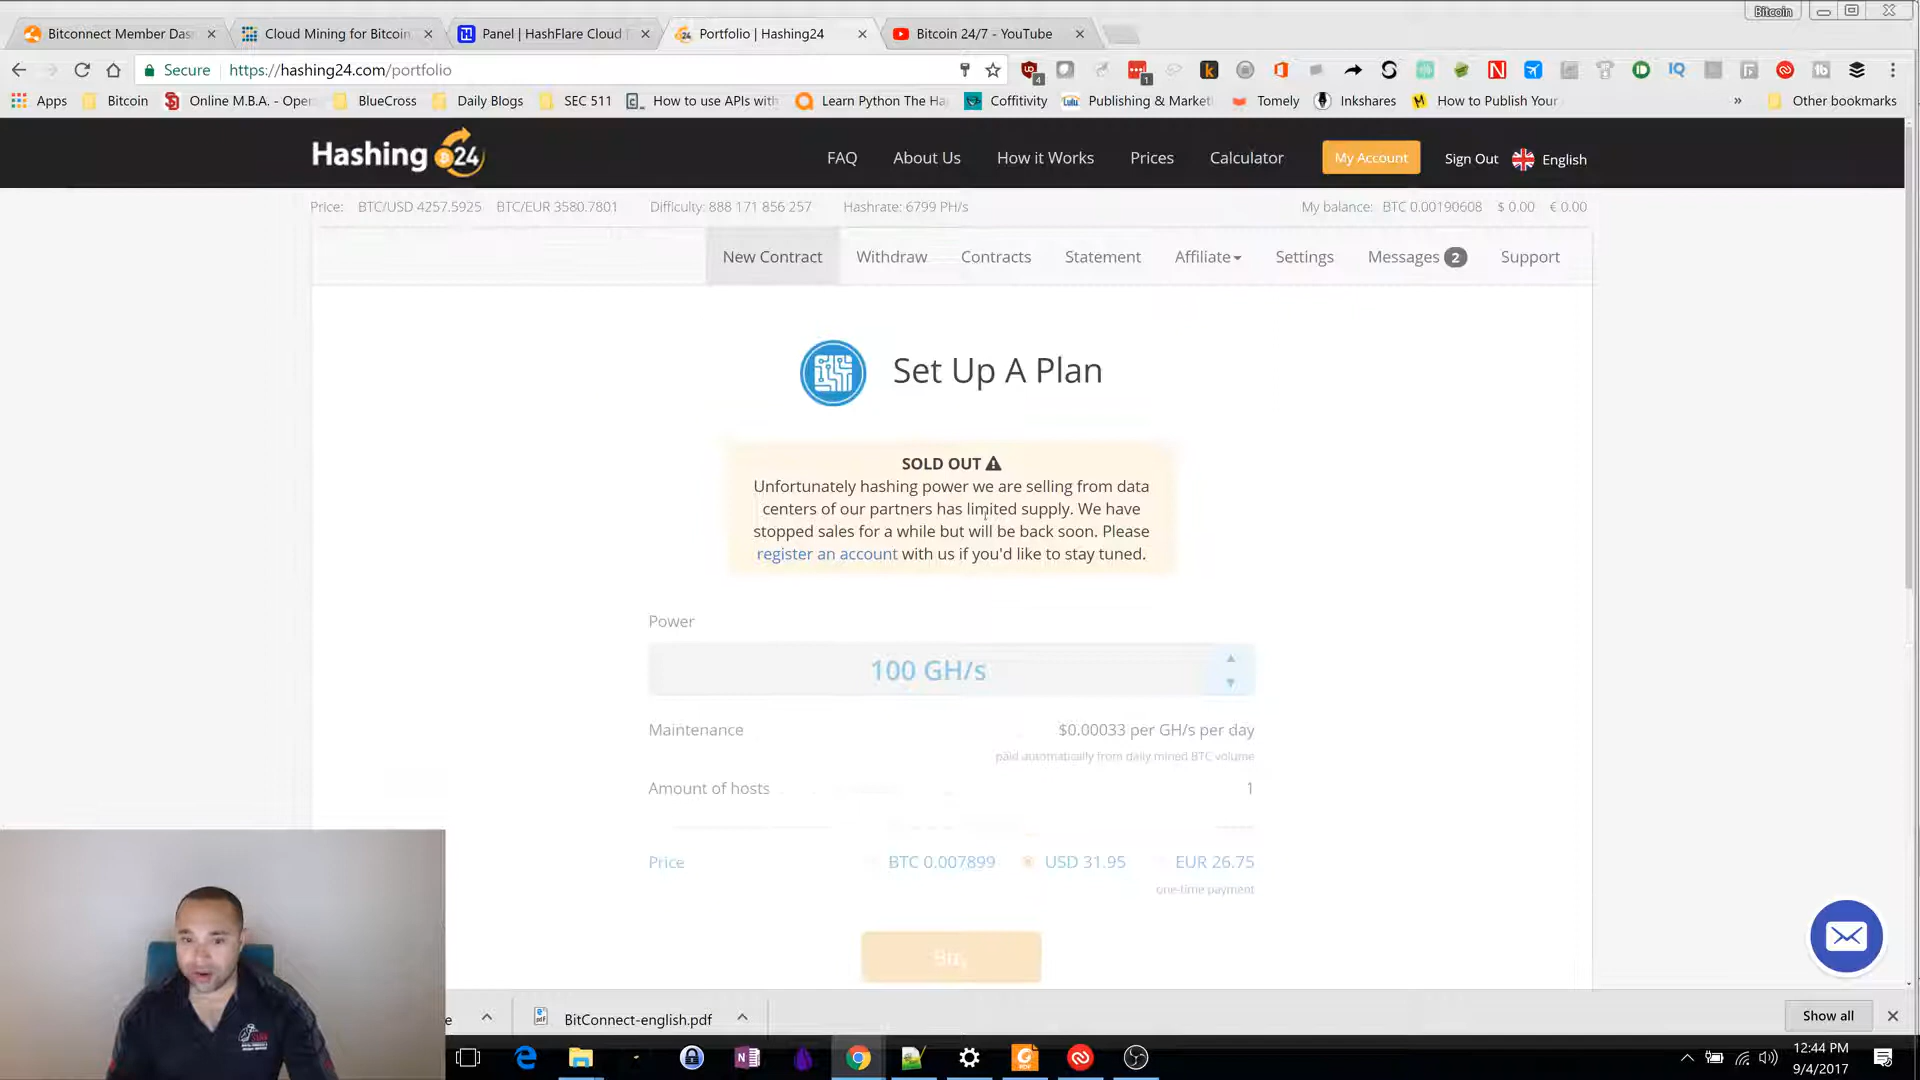 Bitcoin
Bitconnect Member Das
Cloud Mining for Bitcoin
Panel | HashFlare Cloud
Portfolio | Hashing24
Bitcoin 24/7 - YouTube
Secure
https://hashing24.com/portfolio
Apps
Bitcoin
Online M.B.A. - Oper
BlueCross
Daily Blogs
SEC 511
How to use APIs with
Learn Python The Ha
Coffitivity
Publishing & Market
Tomely
Inkshares
How to Publish Your
»
Other bookmarks
Hashing 24
FAQ
About Us
How it Works
Prices
Calculator
My Account
Sign Out
English
Price: BTC/USD 4257.5925 BTC/EUR 3580.7801 Difficulty: 888 171 856 257 Hashrate: 6799 PH/s
My balance: BTC 0.00190608 $ 0.00 € 0.00
New Contract
Withdraw
Contracts
Statement
Affiliate
Settings
Messages 2
Support
Set Up A Plan
SOLD OUT
Unfortunately hashing power we are selling from data
centers of our partners has limited supply. We have
stopped sales for a while but will be back soon. Please
register an account with us if you'd like to stay tuned.
Power
100 GH/s
Maintenance
$0.00033 per GH/s per day
paid automatically from daily mined BTC volume
Amount of hosts
1
Price
BTC 0.007899
USD 31.95
EUR 26.75
one-time payment
BitConnect-english.pdf
Show all
12:44 PM
9/4/2017